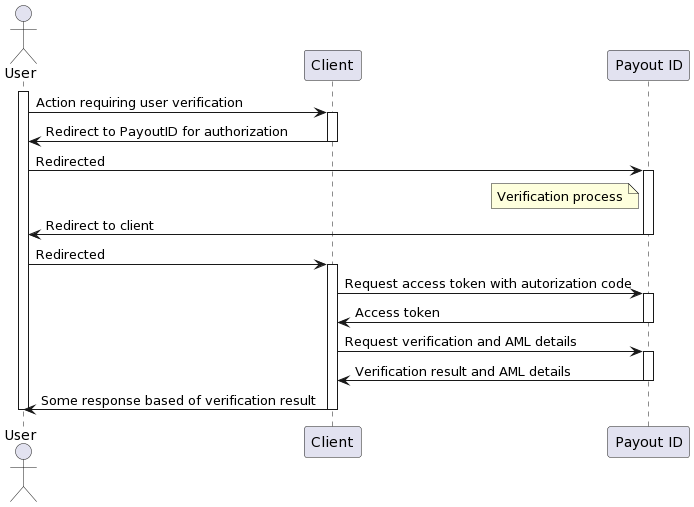 User
Client
Payout ID
Action requiring user verification
Redirect to PayoutID for authorization
Redirected
Verification process
Redirect to client
Redirected
Request access token with autorization code
Access token
Request verification and AML details
Verification result and AML details
Some response based of verification result
User
Client
Payout ID